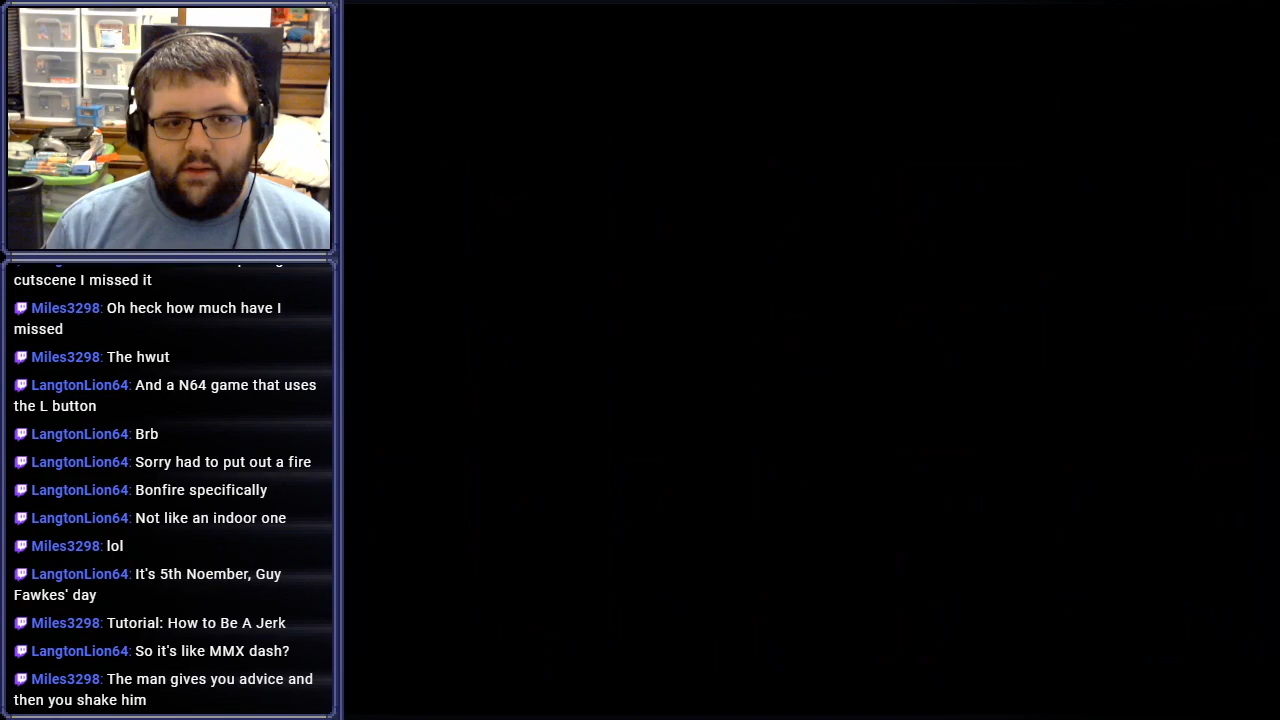 cutscene I missed it
Miles3298: Oh heck how much have I
missed
Miles3298: The hwut
LangtonLion64: And a N64 game that uses
the L button
LangtonLion64: Brb
LangtonLion64: Sorry had to put out a fire
LangtonLion64: Bonfire specifically
LangtonLion64: Not like an indoor one
Miles3298: lol
LangtonLion64: It's 5th Noember, Guy
Fawkes' day
Miles3298: Tutorial: How to Be A Jerk
LangtonLion64: So it's like MMX dash?
Miles3298: The man gives you advice and
then you shake him